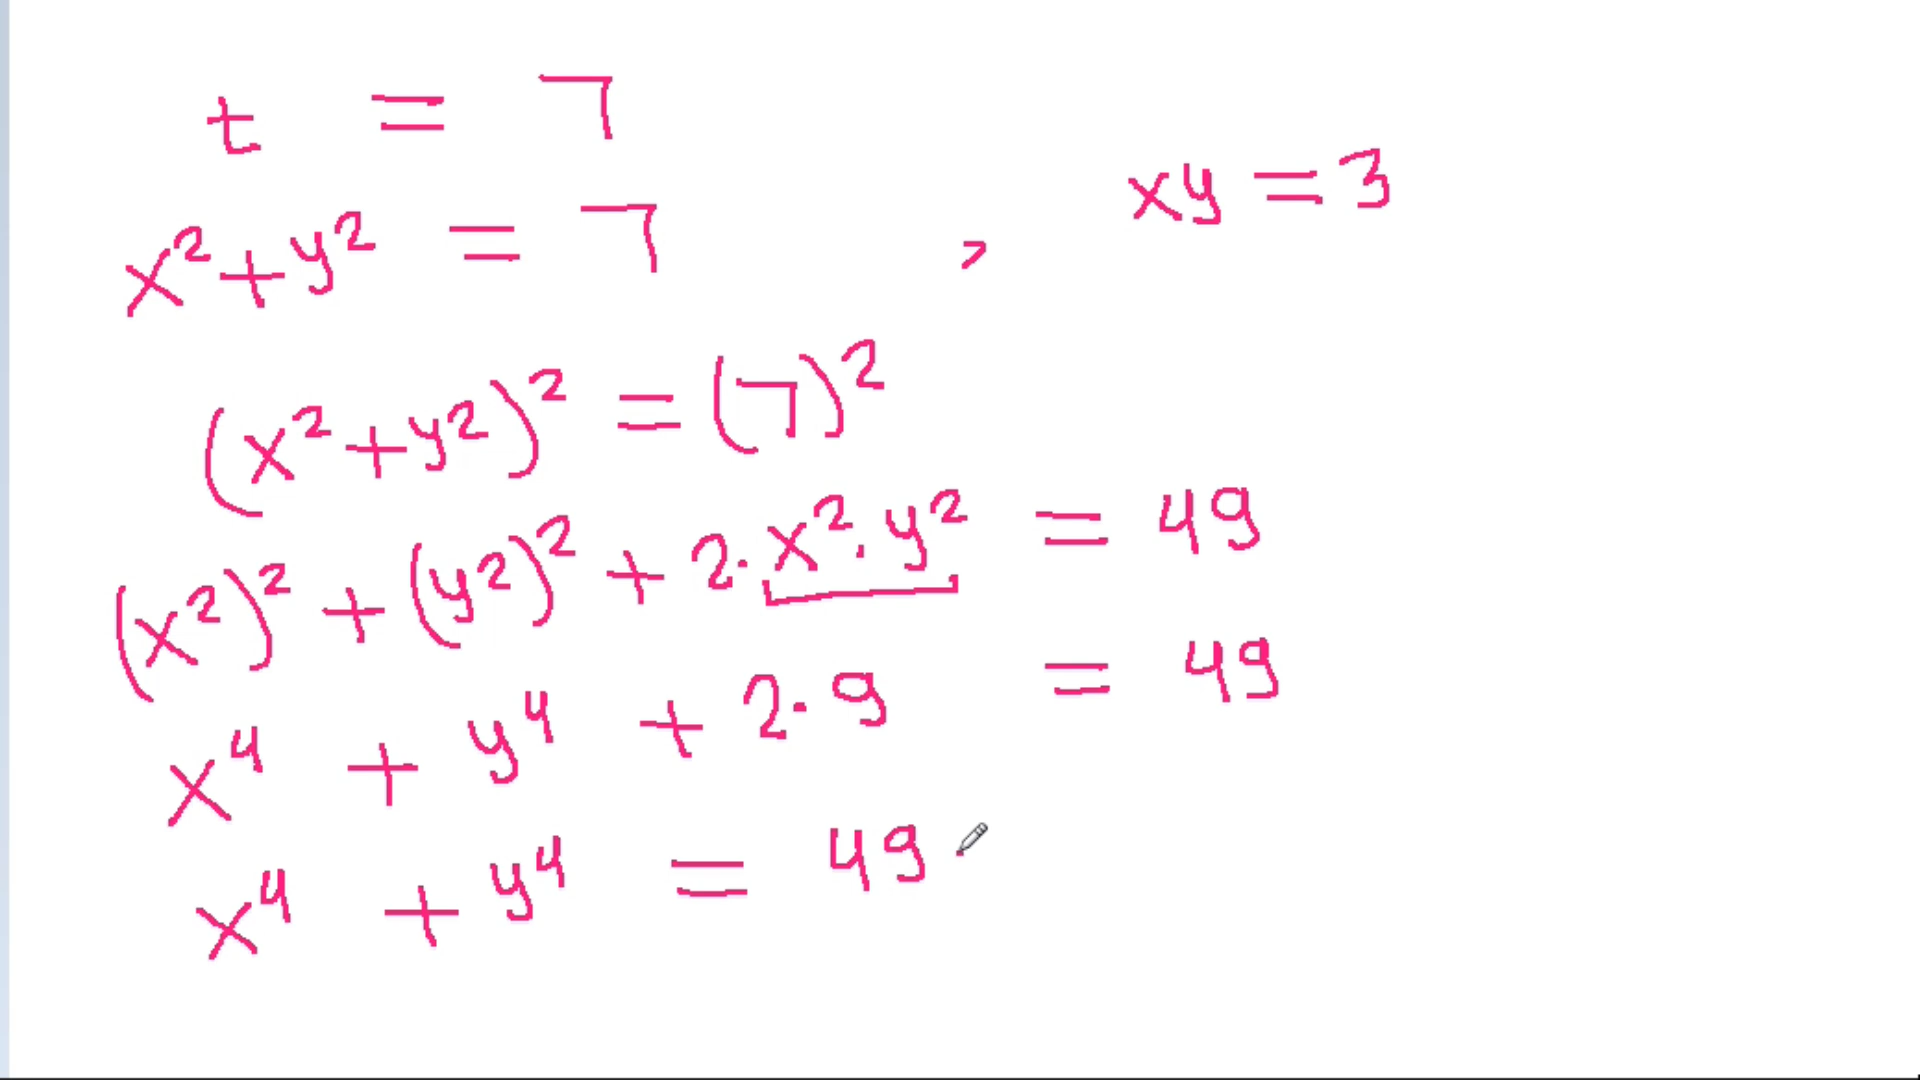 t = 7
x² + y² = 7 , xy = 3
(x² + y²)² = (7)²
(x²)² + (y²)² + 2·x²·y² = 49
x⁴ + y⁴ + 2·9 = 49
x⁴ + y⁴ = 49